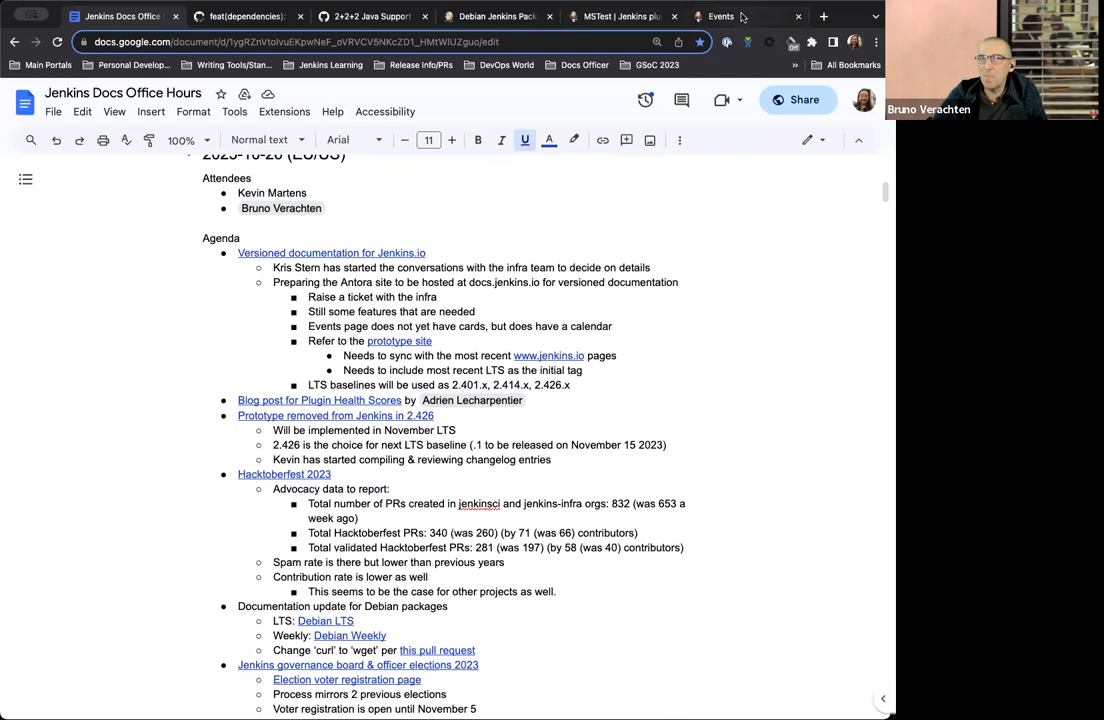 Jenkins Docs Office
feat(dependencies):
2+2+2 Java Support
Debian Jenkins Pack
MSTest | Jenkins plu
Events
docs.google.com/document/d/1ygRZnVtoIvuEKpwNeF_oVRVCV5NKcZD1_HMtWlUZguo/edit
Main Portals
Personal Develop...
Writing Tools/Stan...
Jenkins Learning
Release Info/PRs
DevOps World
Docs Officer
GSoC 2023
»
All Bookmarks
Jenkins Docs Office Hours
File Edit View Insert Format Tools Extensions Help Accessibility
Share
Bruno Verachten
100%
Normal text
Arial
11
B I U A
2023-10-26 (EU/US)
Attendees
● Kevin Martens
● Bruno Verachten
Agenda
● Versioned documentation for Jenkins.io
○ Kris Stern has started the conversations with the infra team to decide on details
○ Preparing the Antora site to be hosted at docs.jenkins.io for versioned documentation
■ Raise a ticket with the infra
■ Still some features that are needed
■ Events page does not yet have cards, but does have a calendar
■ Refer to the prototype site
● Needs to sync with the most recent www.jenkins.io pages
● Needs to include most recent LTS as the initial tag
■ LTS baselines will be used as 2.401.x, 2.414.x, 2.426.x
● Blog post for Plugin Health Scores by Adrien Lecharpentier
● Prototype removed from Jenkins in 2.426
○ Will be implemented in November LTS
○ 2.426 is the choice for next LTS baseline (.1 to be released on November 15 2023)
○ Kevin has started compiling & reviewing changelog entries
● Hacktoberfest 2023
○ Advocacy data to report:
■ Total number of PRs created in jenkinsci and jenkins-infra orgs: 832 (was 653 a
week ago)
■ Total Hacktoberfest PRs: 340 (was 260) (by 71 (was 66) contributors)
■ Total validated Hacktoberfest PRs: 281 (was 197) (by 58 (was 40) contributors)
○ Spam rate is there but lower than previous years
○ Contribution rate is lower as well
■ This seems to be the case for other projects as well.
● Documentation update for Debian packages
○ LTS: Debian LTS
○ Weekly: Debian Weekly
○ Change ‘curl’ to ‘wget’ per this pull request
● Jenkins governance board & officer elections 2023
○ Election voter registration page
○ Process mirrors 2 previous elections
○ Voter registration is open until November 5